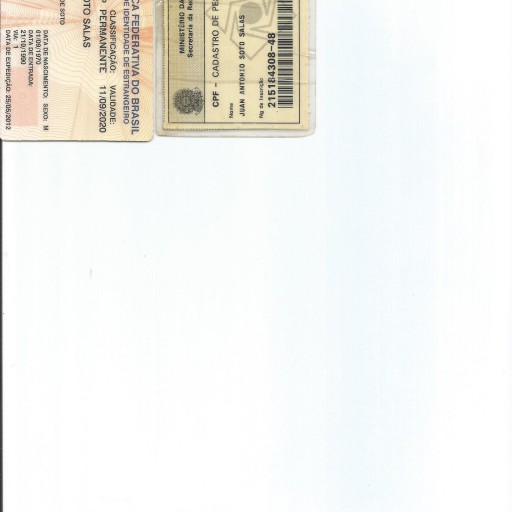 CA FEDERATIVA DO BRASIL
DE IDENTIDADE DE ESTRANGEIRO
CLASSIFICAÇÃO: VALIDADE:
PERMANENTE 11/09/2020
OTO SALAS
DE SOTO
DATA DE NASCIMENTO: SEXO: M
01/09/1970
DATA DE ENTRADA:
21/10/1990
VIA: 1
DATA DE EXPEDIÇÃO: 25/05/2012
MINISTÉRIO DA
Secretaria da Re
CPF - CADASTRO DE PE
Nome
JUAN ANTONIO SOTO SALAS
Nº de Inscrição
215184308-48